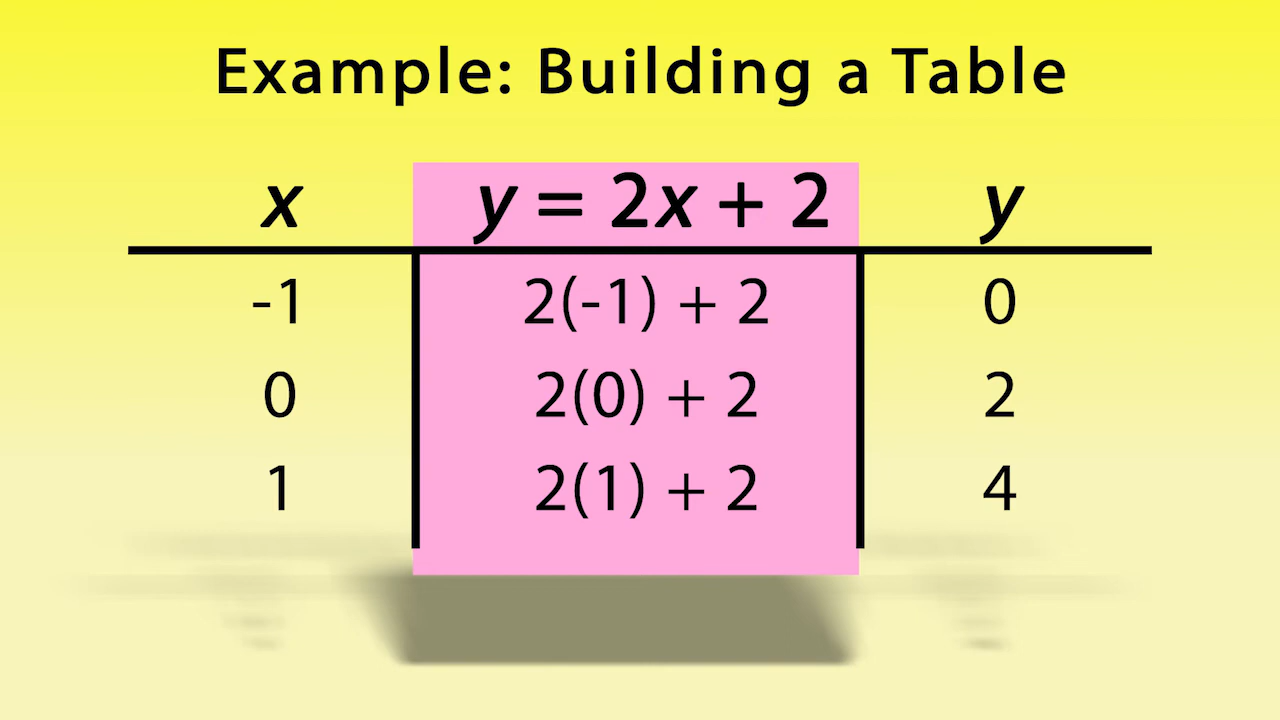 Example: Building a Table
x y = 2x + 2 y
-1 2(-1) + 2 0
0 2(0) + 2 2
1 2(1) + 2 4